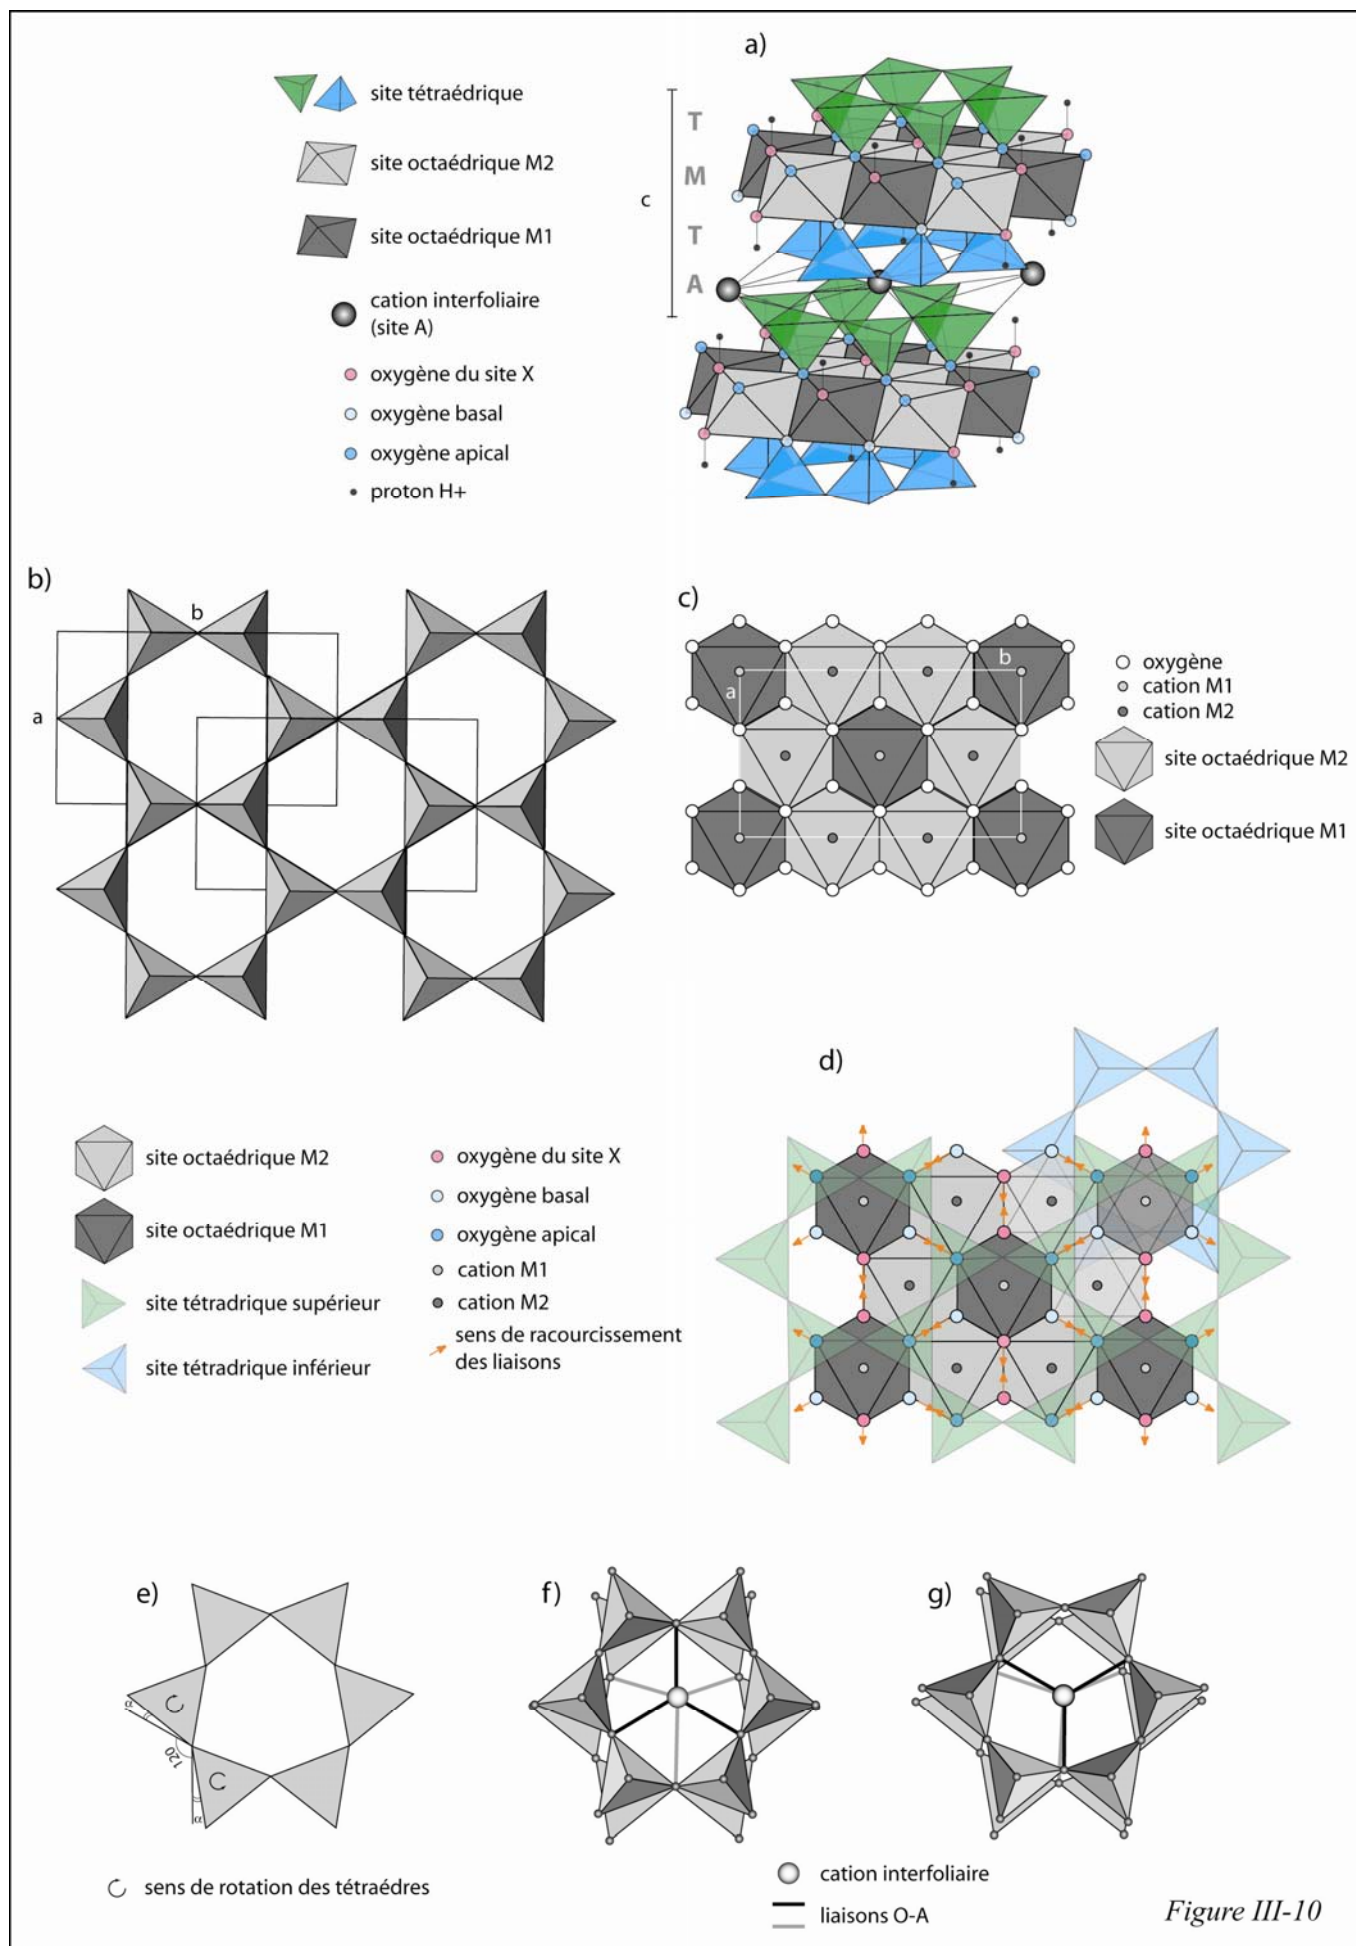 a)
site tétraédrique
site octaédrique M2
site octaédrique M1
cation interfoliaire
(site A)
oxygène du site X
oxygène basal
oxygène apical
proton H+
c
T
M
T
A
b)
b
a
c)
b
a
oxygène
cation M1
cation M2
site octaédrique M2
site octaédrique M1
d)
site octaédrique M2
site octaédrique M1
site tétradrique supérieur
site tétradrique inférieur
oxygène du site X
oxygène basal
oxygène apical
cation M1
cation M2
sens de racourcissement
des liaisons
e)
α
120
α
sens de rotation des tétraédres
f)
g)
cation interfoliaire
liaisons O-A
Figure III-10